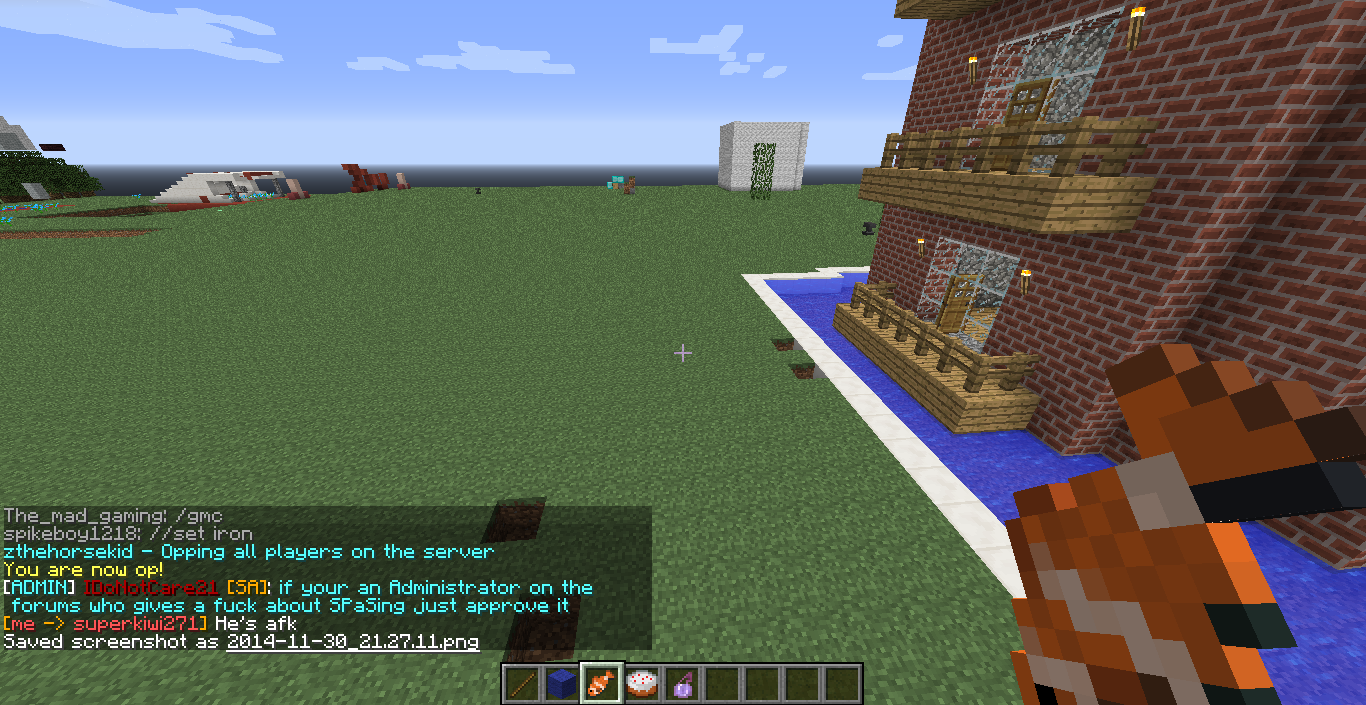 The_mad_gaming: /gmc
spikeboy1218: //set iron
zthehorsekid - Opping all players on the server
You are now op!
[ADMIN] IDoNotCare21 [SA]: if your an Administrator on the
forums who gives a fuck about SPaSing just approve it
[me -> superkiwi271] He's afk
Saved screenshot as 2014-11-30_21.27.11.png